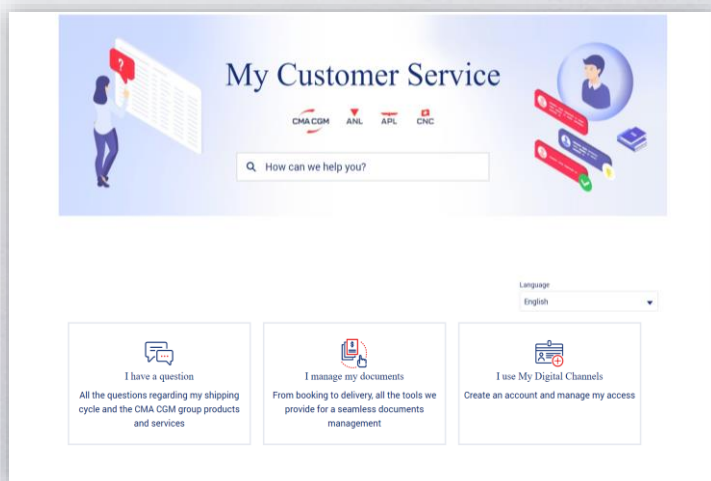 ?
My Customer Service
CMA CGM ANL APL CNC
How can we help you?
Language
English
I have a question
All the questions regarding my shipping
cycle and the CMA CGM group products
and services
$
I manage my documents
From booking to delivery, all the tools we
provide for a seamless documents
management
I use My Digital Channels
Create an account and manage my access